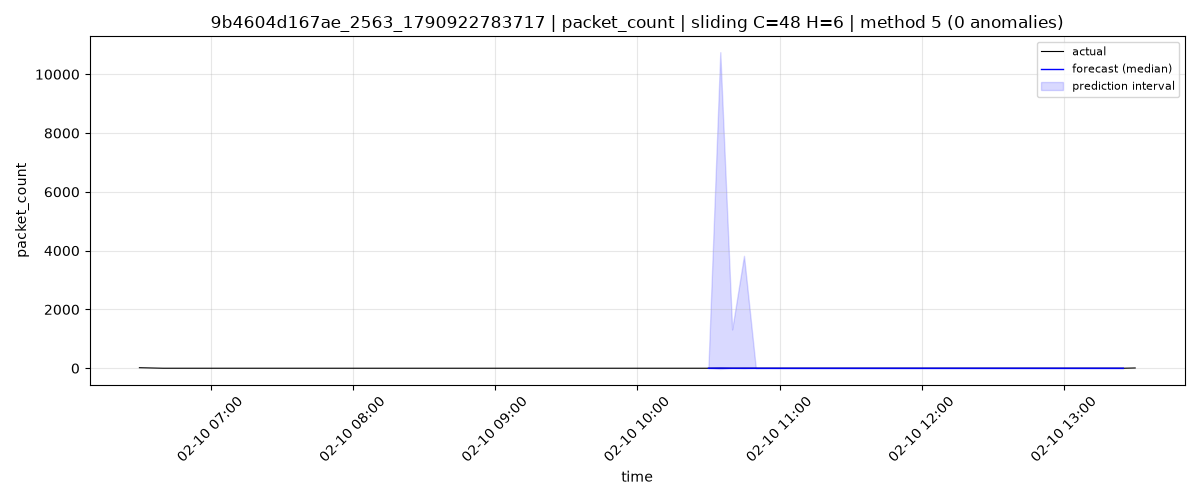 9b4604d167ae_2563_1790922783717 | packet_count | sliding C=48 H=6 | method 5 (0 anomalies)
actual
forecast (median)
prediction interval
packet_count
10000
8000
6000
4000
2000
0
02-10 07:00
02-10 08:00
02-10 09:00
02-10 10:00
02-10 11:00
02-10 12:00
02-10 13:00
time